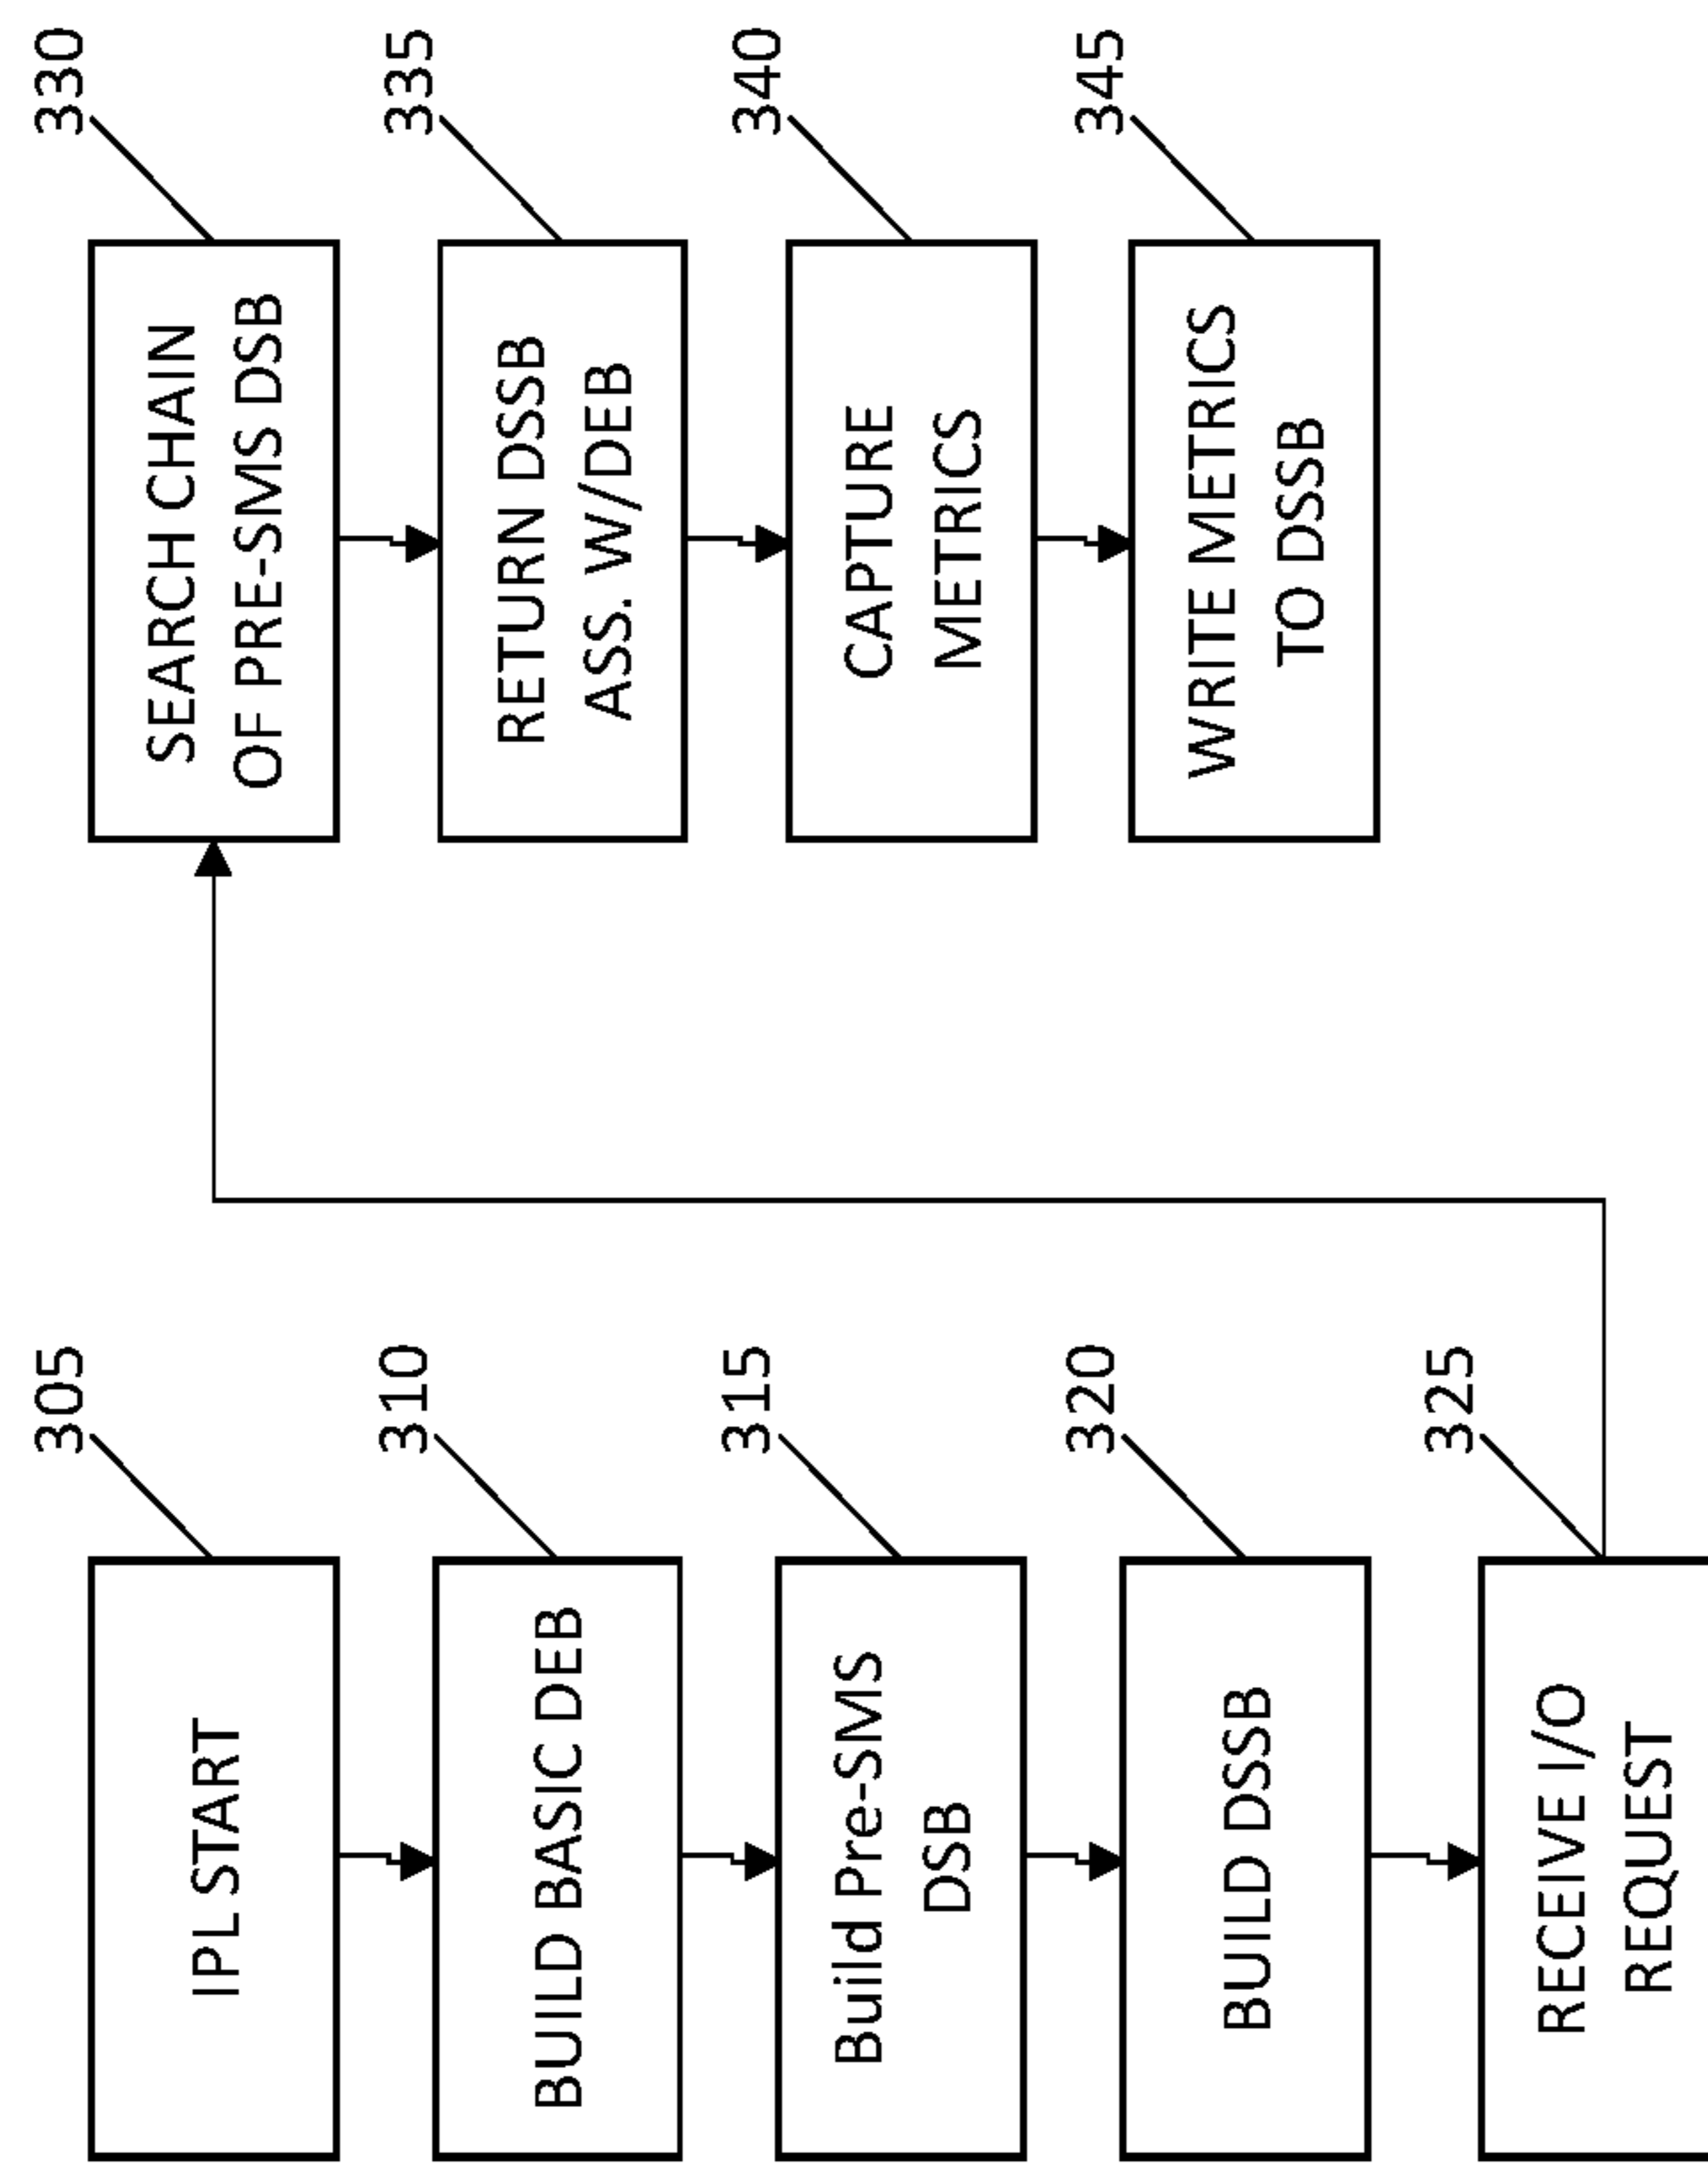 305
IPL START
310
BUILD BASIC DEB
315
Build Pre-SMS
DSB
320
BUILD DSSB
325
RECEIVE I/O
REQUEST
330
SEARCH CHAIN
OF PRE-SMS DSB
335
RETURN DSSB
ASS. W/DEB
340
CAPTURE
METRICS
345
WRITE METRICS
TO DSSB